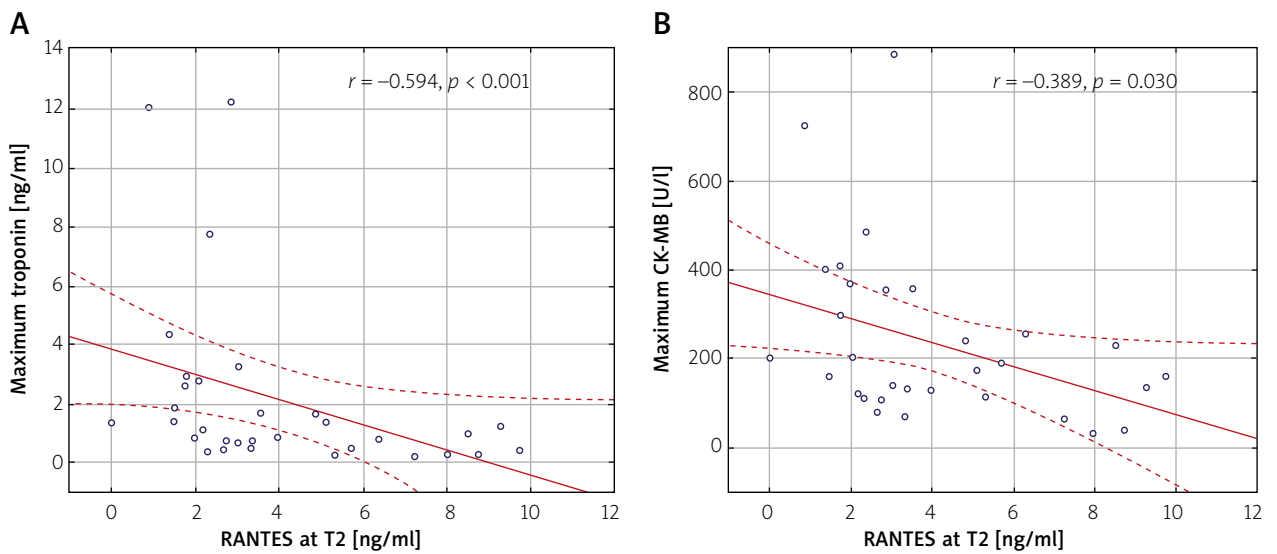 A
Maximum troponin [ng/ml]
14
12
10
8
6
4
2
0
r = –0.594, p < 0.001
0 2 4 6 8 10 12
RANTES at T2 [ng/ml]
B
Maximum CK-MB [U/l]
800
600
400
200
0
r = –0.389, p = 0.030
0 2 4 6 8 10 12
RANTES at T2 [ng/ml]